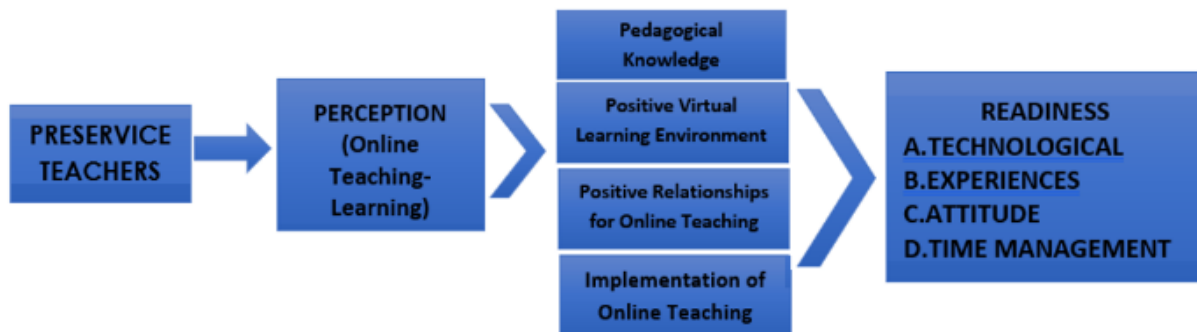 PRESERVICE
TEACHERS
PERCEPTION
(Online
Teaching-
Learning)
Pedagogical
Knowledge
Positive Virtual
Learning Environment
Positive Relationships
for Online Teaching
Implementation of
Online Teaching
READINESS
A.TECHNOLOGICAL
B.EXPERIENCES
C.ATTITUDE
D.TIME MANAGEMENT